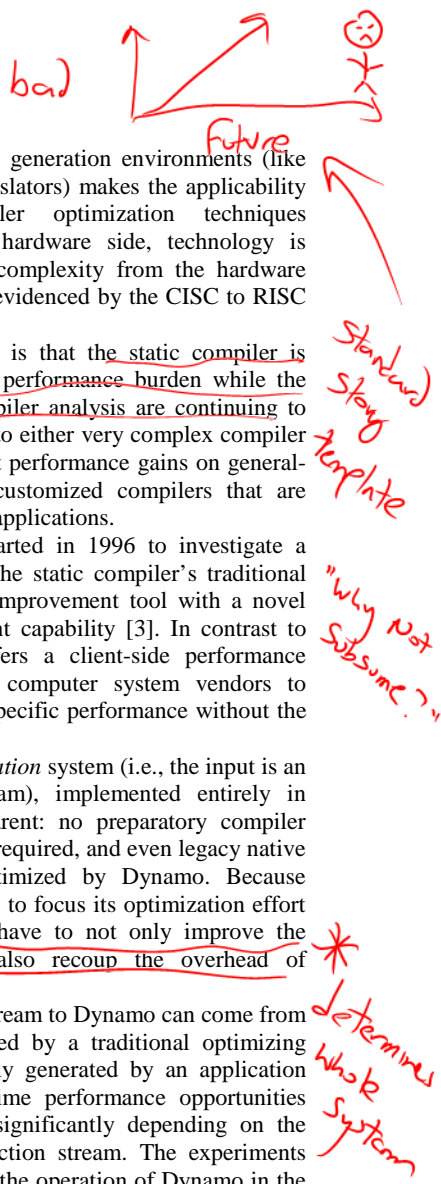 bad
Future
generation environments (like
slators) makes the applicability
ler optimization techniques
hardware side, technology is
complexity from the hardware
evidenced by the CISC to RISC
is that the static compiler is
performance burden while the
piler analysis are continuing to
to either very complex compiler
t performance gains on general-
customized compilers that are
applications.
Standard
Story
template
arted in 1996 to investigate a
he static compiler's traditional
mprovement tool with a novel
nt capability [3]. In contrast to
fers a client-side performance
computer system vendors to
pecific performance without the
"Why Not
Subsume?"
ation system (i.e., the input is an
am), implemented entirely in
arent: no preparatory compiler
required, and even legacy native
timized by Dynamo. Because
to focus its optimization effort
have to not only improve the
also recoup the overhead of
*
determines
whole
system
ream to Dynamo can come from
ed by a traditional optimizing
ly generated by an application
ime performance opportunities
significantly depending on the
ction stream. The experiments
the operation of Dynamo in the